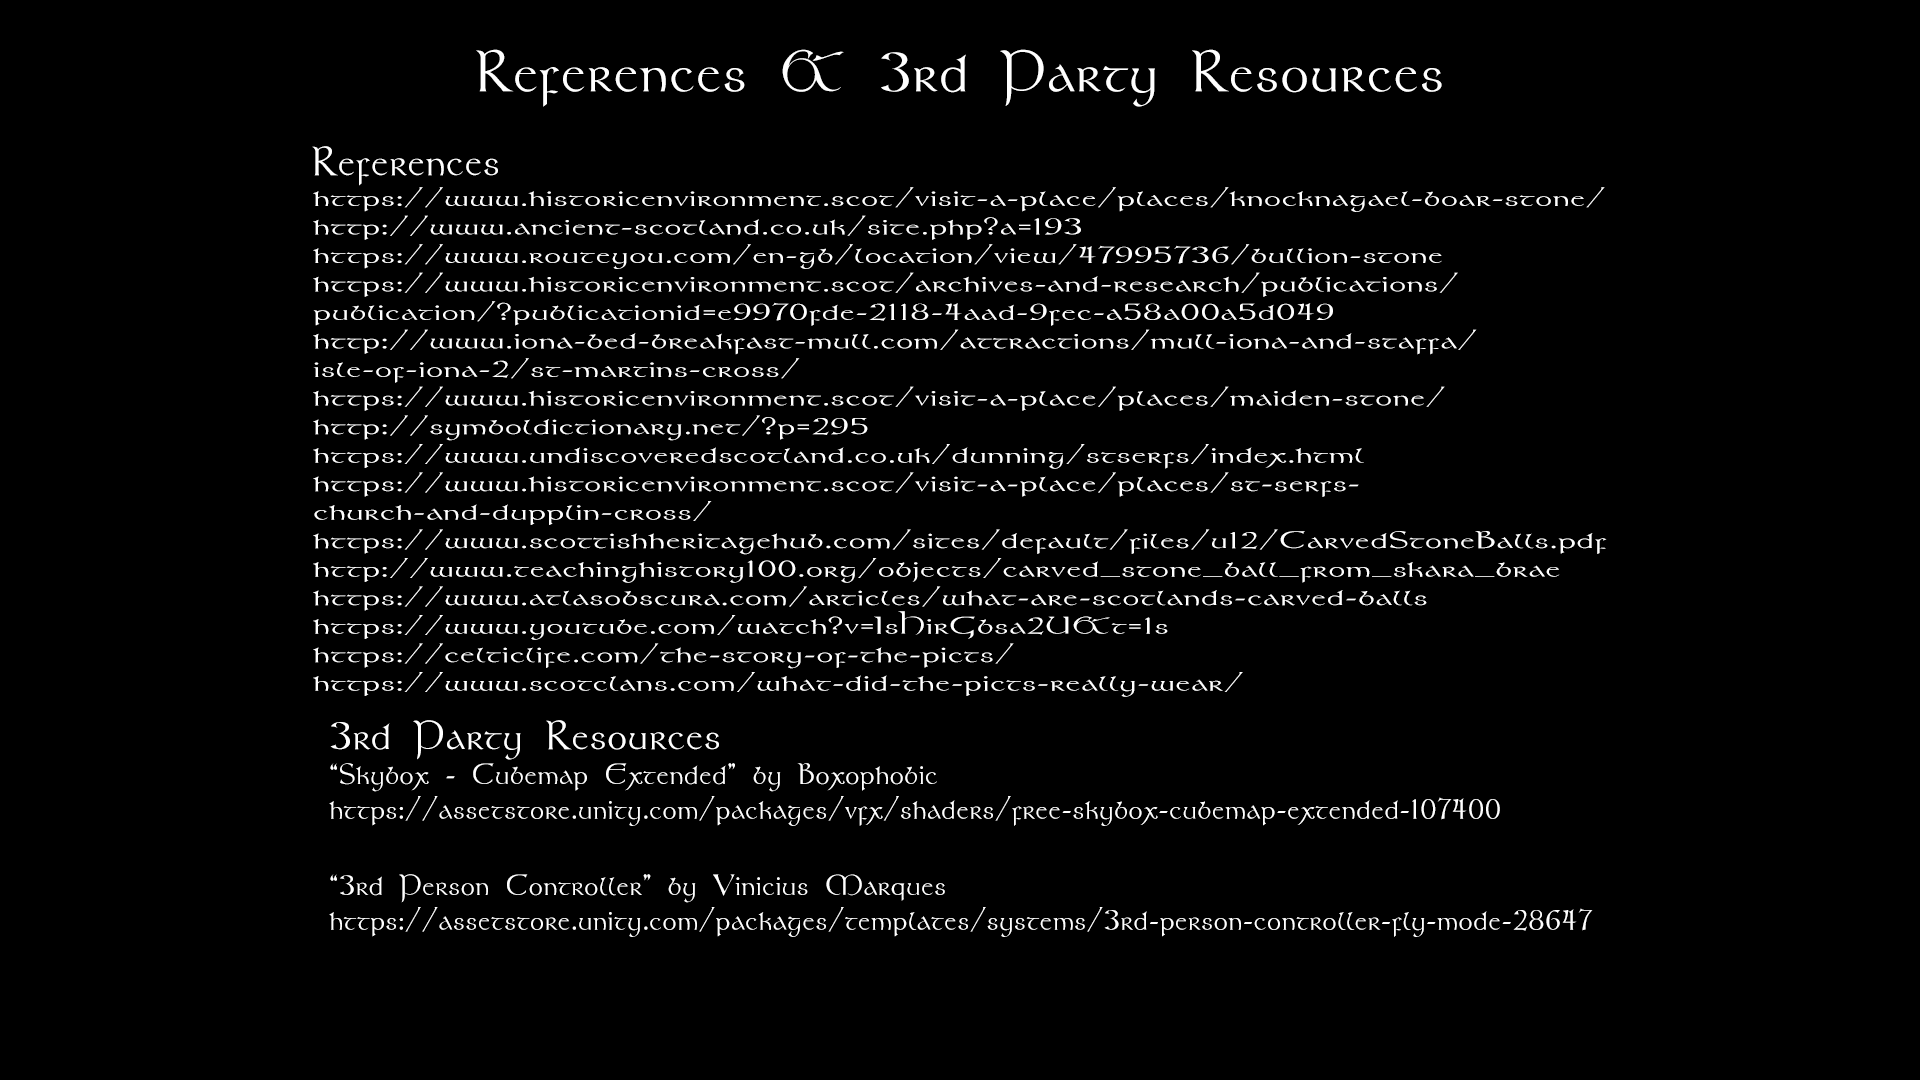 References & 3rd Party Resources
References
https://www.historicenvironment.scot/visit-a-place/places/knocknagael-boar-stone/
http://www.ancient-scotland.co.uk/site.php?a=193
https://www.routeyou.com/en-gb/location/view/47995736/bullion-stone
https://www.historicenvironment.scot/archives-and-research/publications/
publication/?publicationid=e9970fde-2118-4aad-9fec-a58a00a5d049
http://www.iona-bed-breakfast-mull.com/attractions/mull-iona-and-staffa/
isle-of-iona-2/st-martins-cross/
https://www.historicenvironment.scot/visit-a-place/places/maiden-stone/
http://symboldictionary.net/?p=295
https://www.undiscoveredscotland.co.uk/dunning/stserfs/index.html
https://www.historicenvironment.scot/visit-a-place/places/st-serfs-
church-and-dupplin-cross/
https://www.scottishheritagehub.com/sites/default/files/u12/CarvedStoneBalls.pdf
http://www.teachinghistory100.org/objects/carved_stone_ball_from_skara_brae
https://www.atlasobscura.com/articles/what-are-scotlands-carved-balls
https://www.youtube.com/watch?v=IsHirGbsa2U&t=1s
https://celticlife.com/the-story-of-the-picts/
https://www.scotclans.com/what-did-the-picts-really-wear/
3rd Party Resources
“Skybox - Cubemap Extended” by Boxophobic
https://assetstore.unity.com/packages/vfx/shaders/free-skybox-cubemap-extended-107400
“3rd Person Controller” by Vinicius Marques
https://assetstore.unity.com/packages/templates/systems/3rd-person-controller-fly-mode-28647